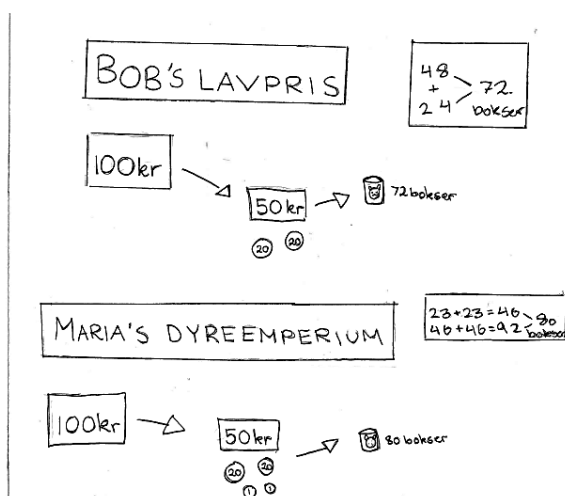 BOB'S LAVPRIS
48
+
24
72.
bokser
100kr
50kr
72 bokser
20 20
MARIA'S DYREEMPERIUM
23+23=46
46+46=92
80
bokser
100kr
50kr
80 bokser
20 20
1 1